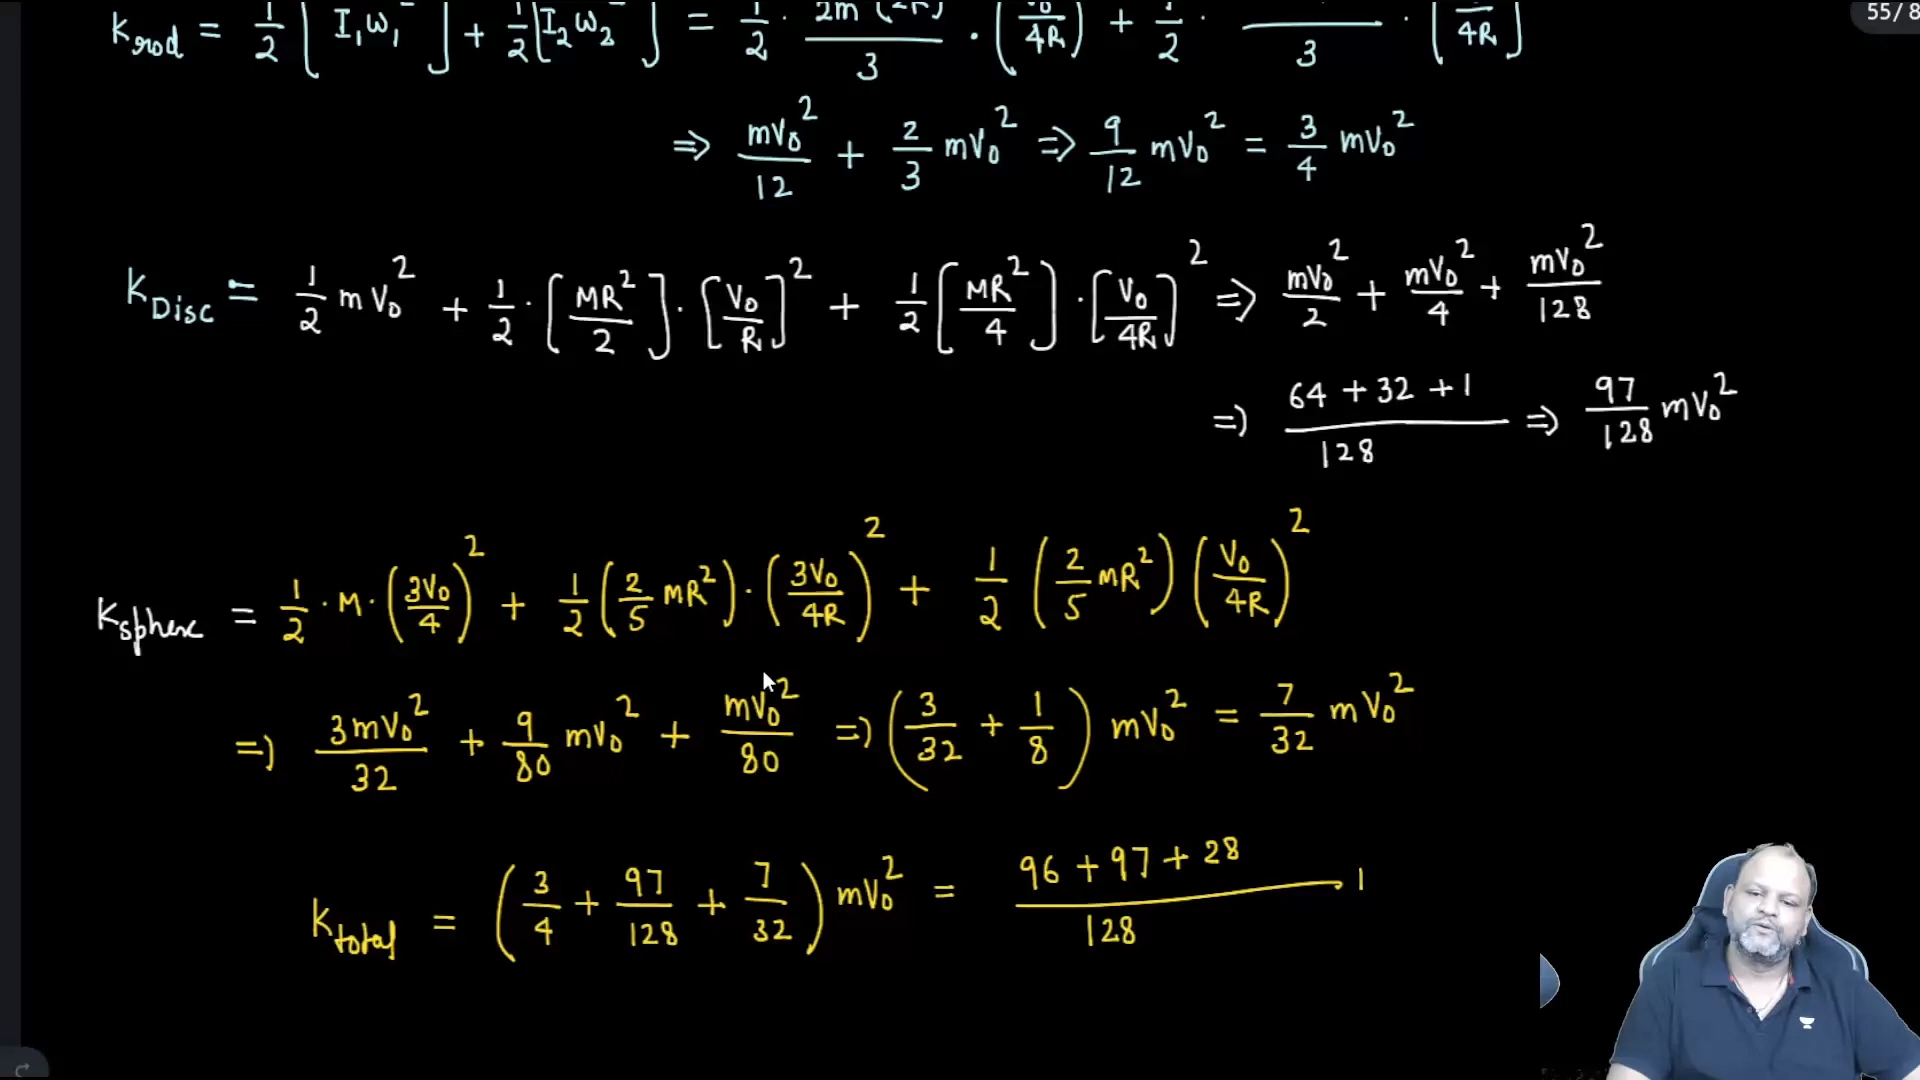 55/8
K_rod = 1/2 [I₁ω₁²] + 1/2 [I₂ω₂²] = 1/2 · 2m(2R)/3 · (V₀/4R) + 1/2 · /3 · (/4R]
⇒ mV₀²/12 + 2/3 mV₀² ⇒ 9/12 mV₀² = 3/4 mV₀²
K_Disc = 1/2 mV₀² + 1/2 · [MR²/2] · [V₀/R]² + 1/2 [MR²/4] · [V₀/4R]² ⇒ mV₀²/2 + mV₀²/4 + mV₀²/128
⇒ (64 + 32 + 1)/128 ⇒ 97/128 mV₀²
K_sphere = 1/2 · M · (3V₀/4)² + 1/2 (2/5 MR²) · (3V₀/4R)² + 1/2 (2/5 MR²) (V₀/4R)²
⇒ 3mV₀²/32 + 9/80 mV₀² + mV₀²/80 ⇒ (3/32 + 1/8) mV₀² = 7/32 mV₀²
K_total = (3/4 + 97/128 + 7/32) mV₀² = (96 + 97 + 28)/128 1